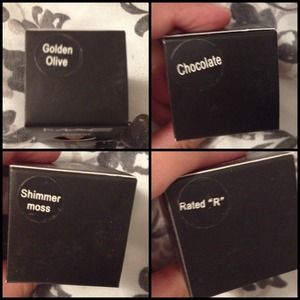 Golden
Olive
Chocolate
Shimmer
moss
Rated "R"